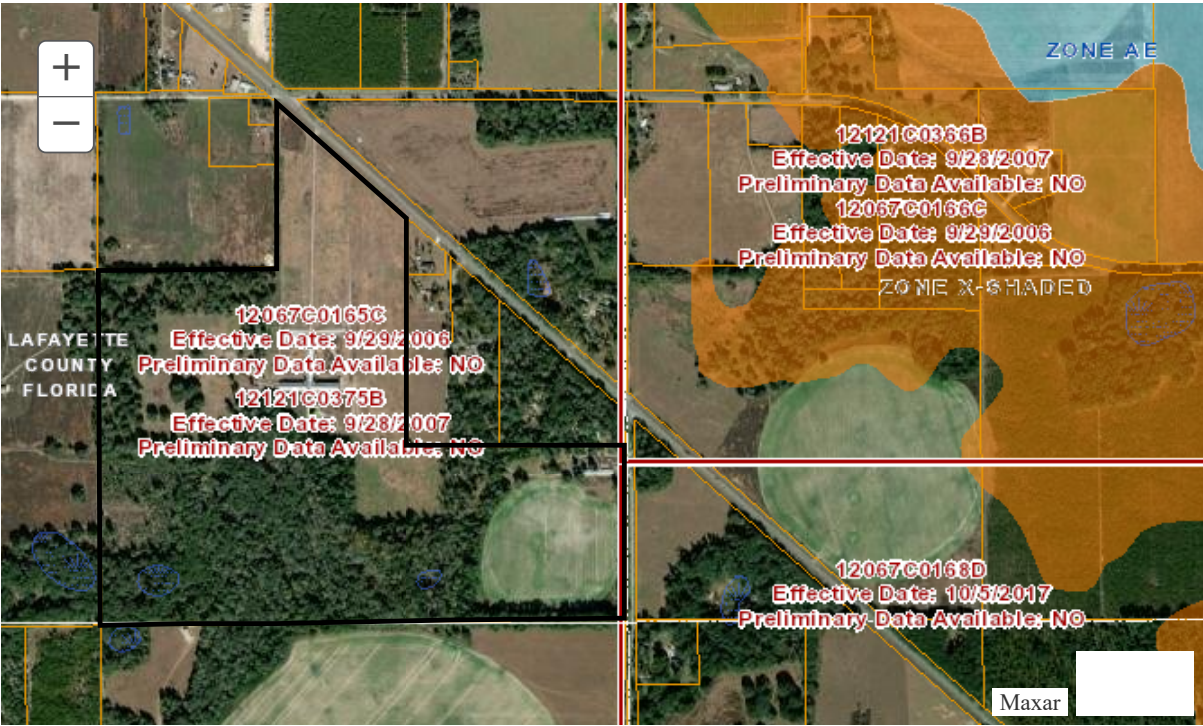 +
−
ZONE AE
12121C0366B
Effective Date: 9/28/2007
Preliminary Data Available: NO
12067C0166C
Effective Date: 9/29/2006
Preliminary Data Available: NO
ZONE X-SHADED
12067C0165C
Effective Date: 9/29/2006
Preliminary Data Available: NO
12121C0375B
Effective Date: 9/28/2007
Preliminary Data Available: NO
LAFAYETTE
COUNTY
FLORIDA
12067C0168D
Effective Date: 10/5/2017
Preliminary Data Available: NO
Maxar